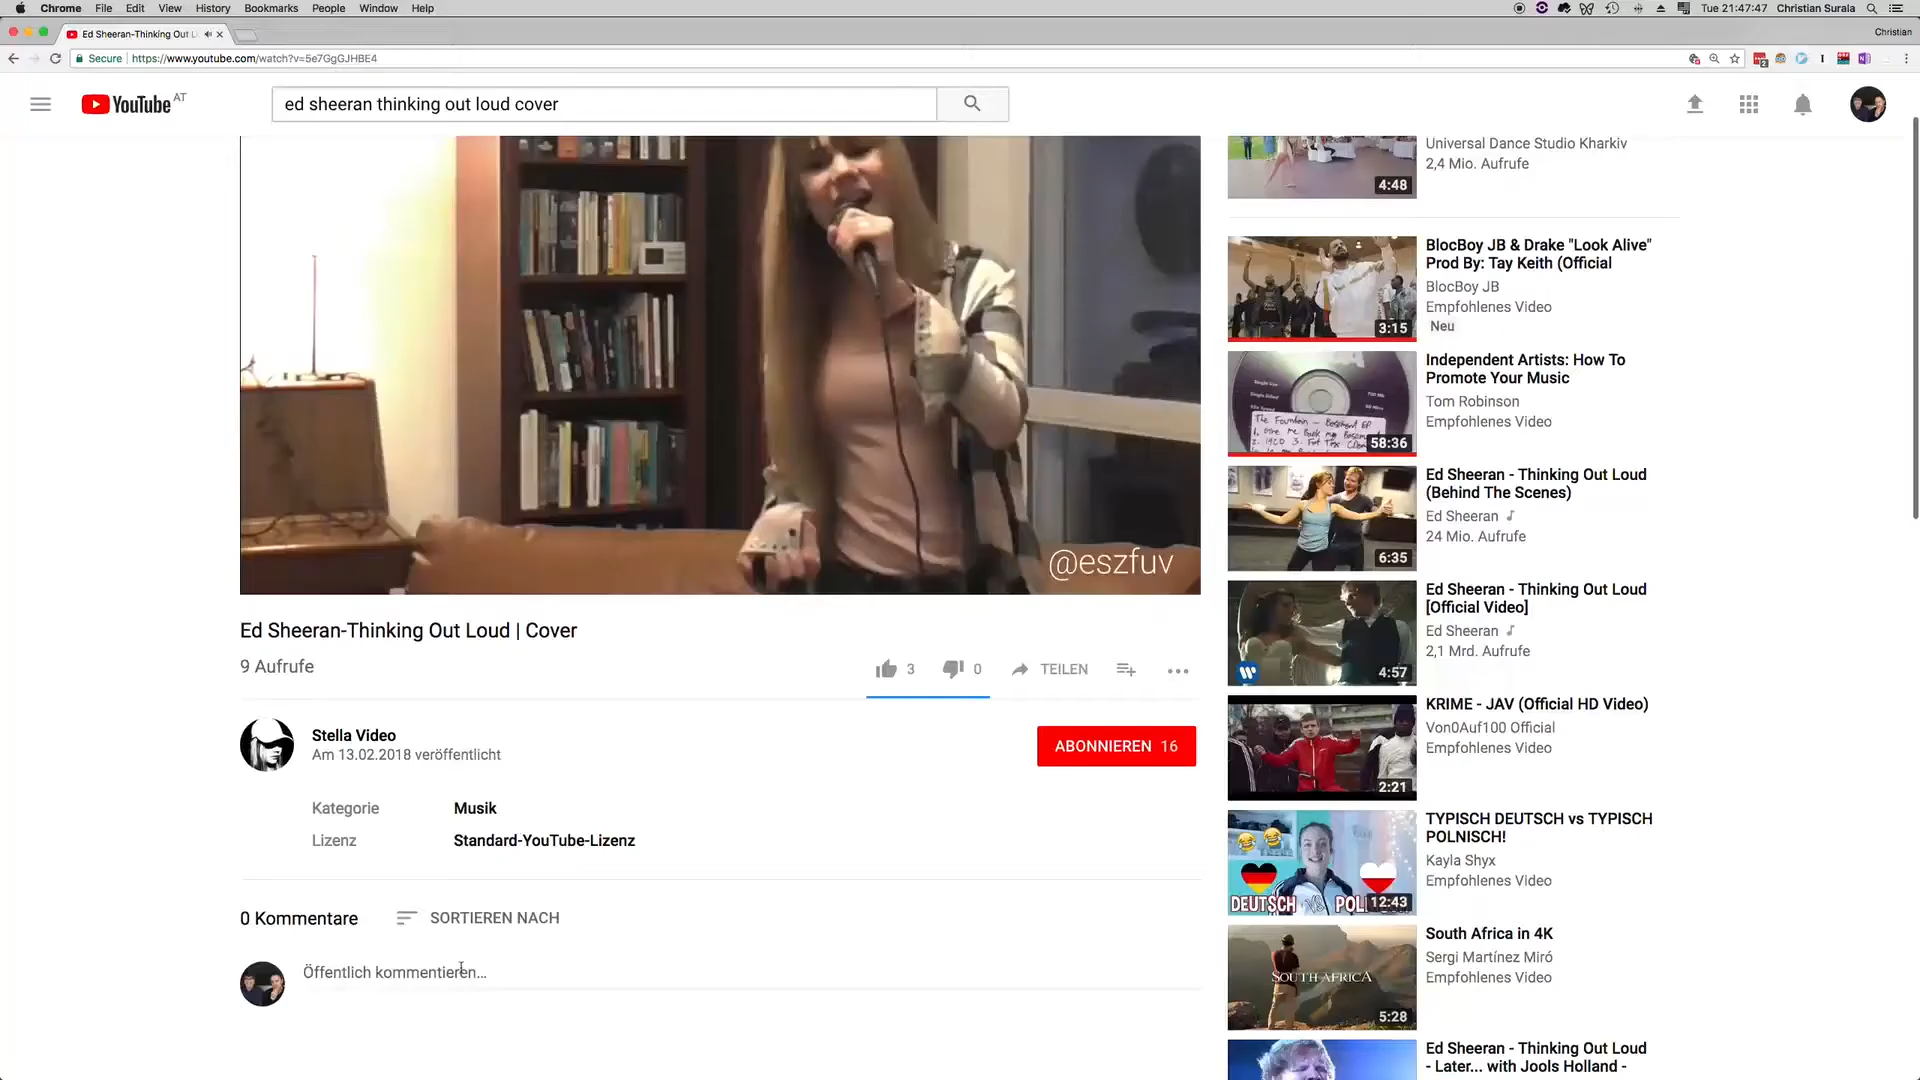 Chrome File Edit View History Bookmarks People Window Help
Tue 21:47:47 Christian Surala
Ed Sheeran-Thinking Out L
Christian
Secure https://www.youtube.com/watch?v=5e7GgGJHBE4
YouTube AT
ed sheeran thinking out loud cover
@eszfuv
Ed Sheeran-Thinking Out Loud | Cover
9 Aufrufe
3 0 TEILEN
Stella Video
Am 13.02.2018 veröffentlicht
ABONNIEREN 16
Kategorie Musik
Lizenz Standard-YouTube-Lizenz
0 Kommentare SORTIEREN NACH
Öffentlich kommentieren...
Universal Dance Studio Kharkiv
2,4 Mio. Aufrufe
4:48
BlocBoy JB & Drake "Look Alive"
Prod By: Tay Keith (Official
BlocBoy JB
Empfohlenes Video
Neu
3:15
Independent Artists: How To
Promote Your Music
Tom Robinson
Empfohlenes Video
58:36
Ed Sheeran - Thinking Out Loud
(Behind The Scenes)
Ed Sheeran
24 Mio. Aufrufe
6:35
Ed Sheeran - Thinking Out Loud
[Official Video]
Ed Sheeran
2,1 Mrd. Aufrufe
4:57
KRIME - JAV (Official HD Video)
Von0Auf100 Official
Empfohlenes Video
2:21
TYPISCH DEUTSCH vs TYPISCH
POLNISCH!
Kayla Shyx
Empfohlenes Video
DEUTSCH VS POL
12:43
South Africa in 4K
Sergi Martínez Miró
Empfohlenes Video
SOUTH AFRICA
5:28
Ed Sheeran - Thinking Out Loud
- Later... with Jools Holland -